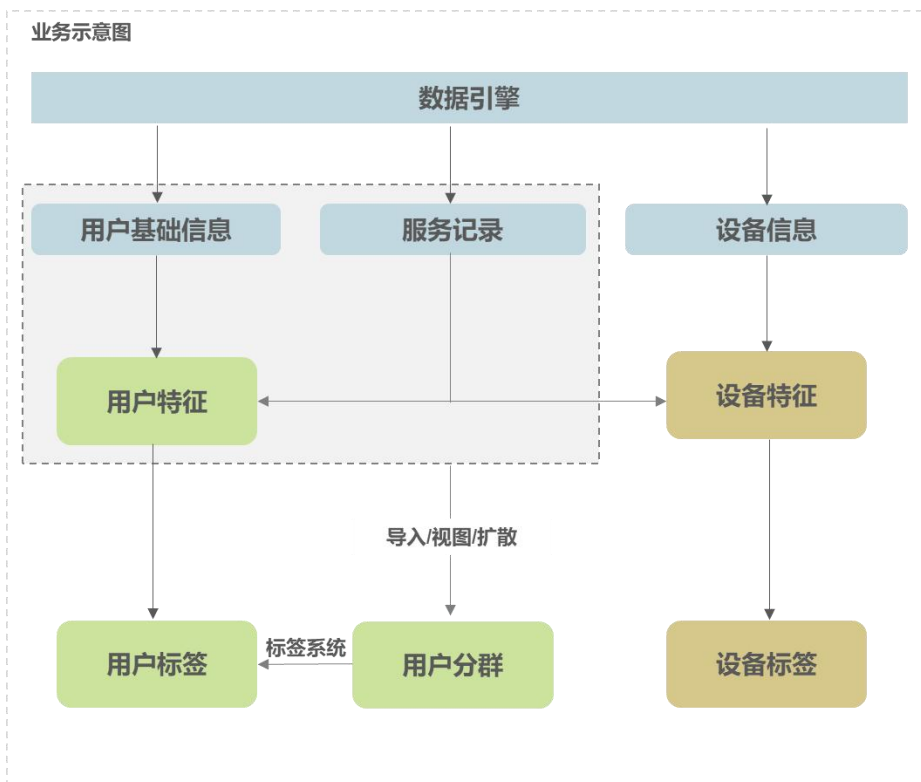 业务示意图
数据引擎
用户基础信息
服务记录
设备信息
用户特征
设备特征
导入/视图/扩散
用户标签
标签系统
用户分群
设备标签